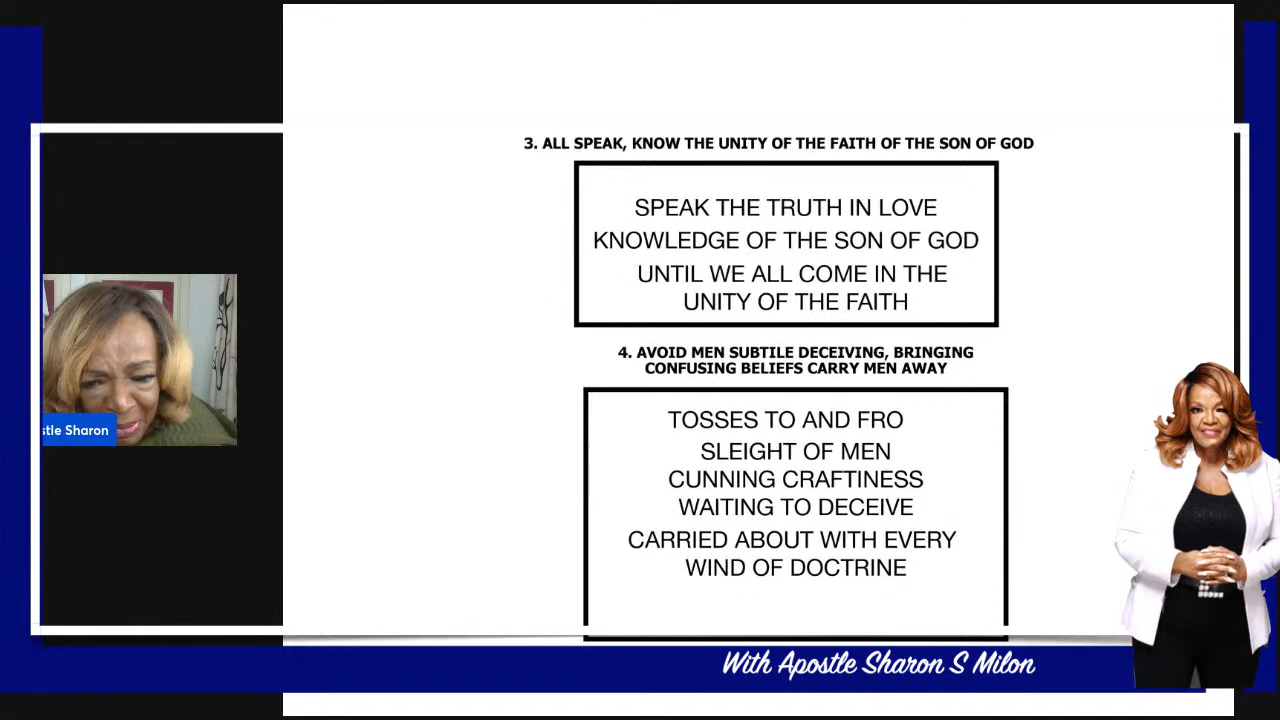 3. ALL SPEAK, KNOW THE UNITY OF THE FAITH OF THE SON OF GOD
SPEAK THE TRUTH IN LOVE
KNOWLEDGE OF THE SON OF GOD
UNTIL WE ALL COME IN THE
UNITY OF THE FAITH
4. AVOID MEN SUBTILE DECEIVING, BRINGING
CONFUSING BELIEFS CARRY MEN AWAY
TOSSES TO AND FRO
SLEIGHT OF MEN
CUNNING CRAFTINESS
WAITING TO DECEIVE
CARRIED ABOUT WITH EVERY
WIND OF DOCTRINE
stle Sharon
With Apostle Sharon S Milon